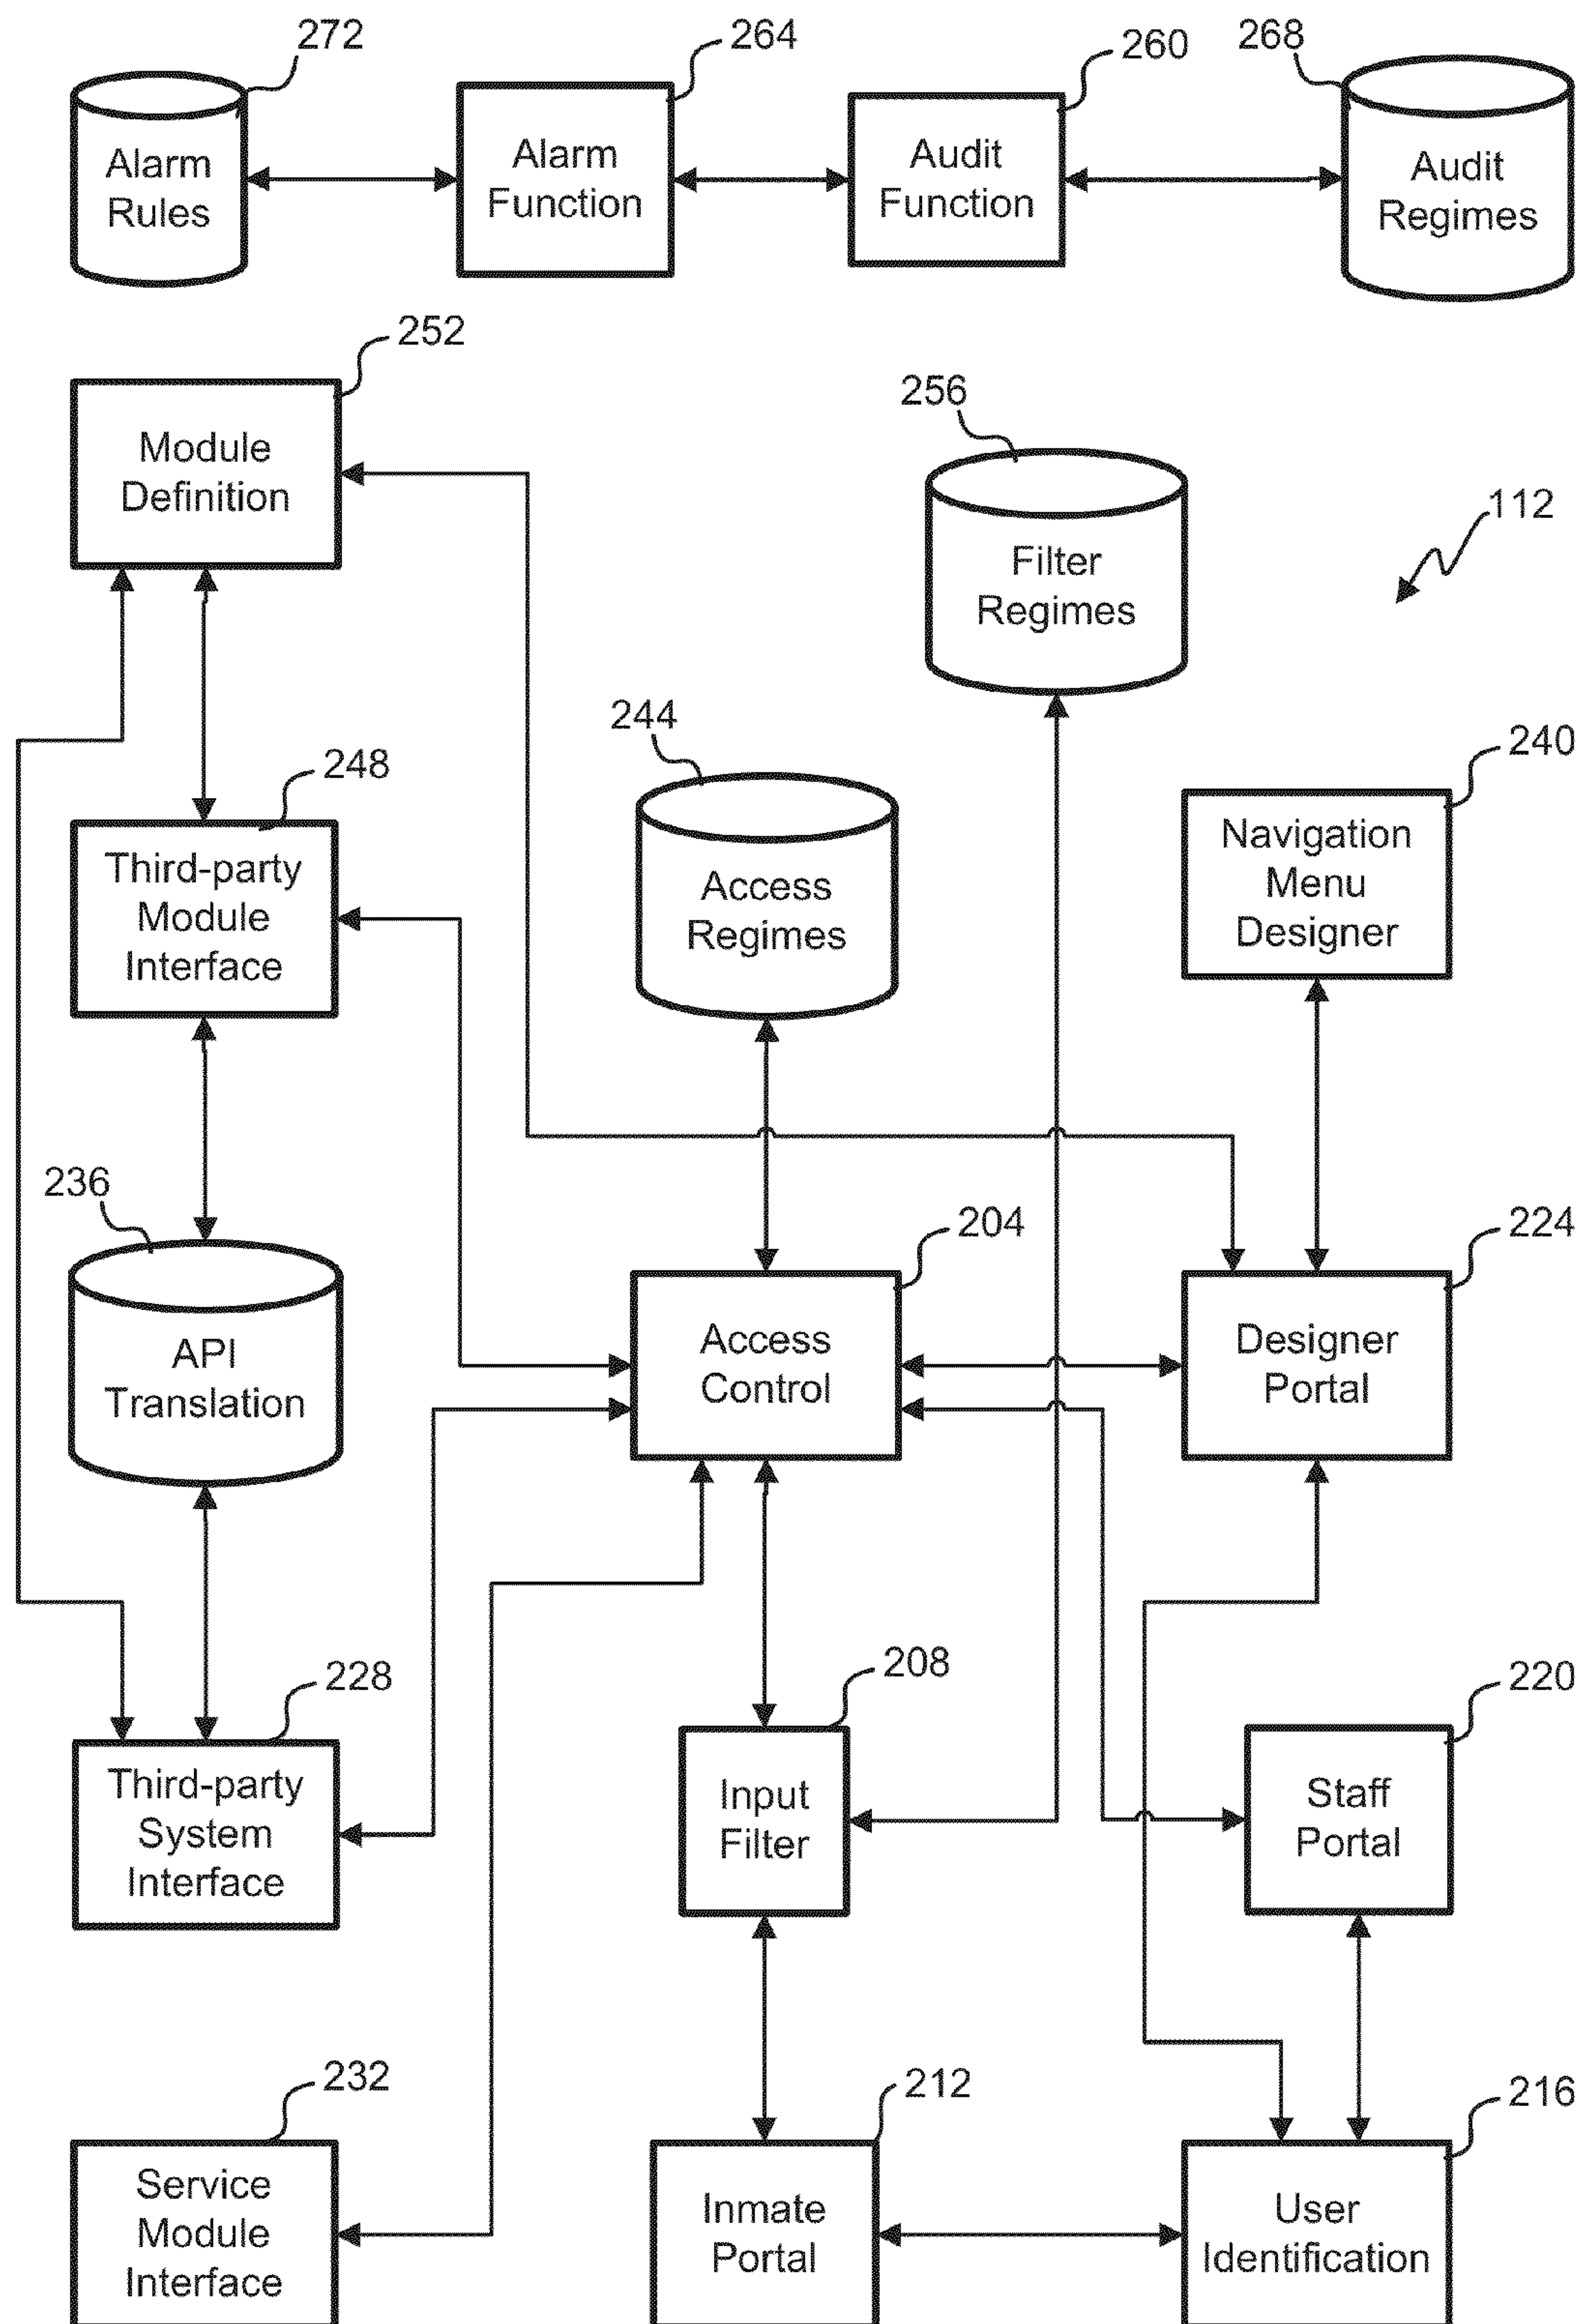 272
264
260
268
Alarm
Rules
Alarm
Function
Audit
Function
Audit
Regimes
252
Module
Definition
256
Filter
Regimes
112
244
Access
Regimes
248
Third-party
Module
Interface
240
Navigation
Menu
Designer
236
API
Translation
204
Access
Control
224
Designer
Portal
228
Third-party
System
Interface
208
Input
Filter
220
Staff
Portal
232
Service
Module
Interface
212
Inmate
Portal
216
User
Identification